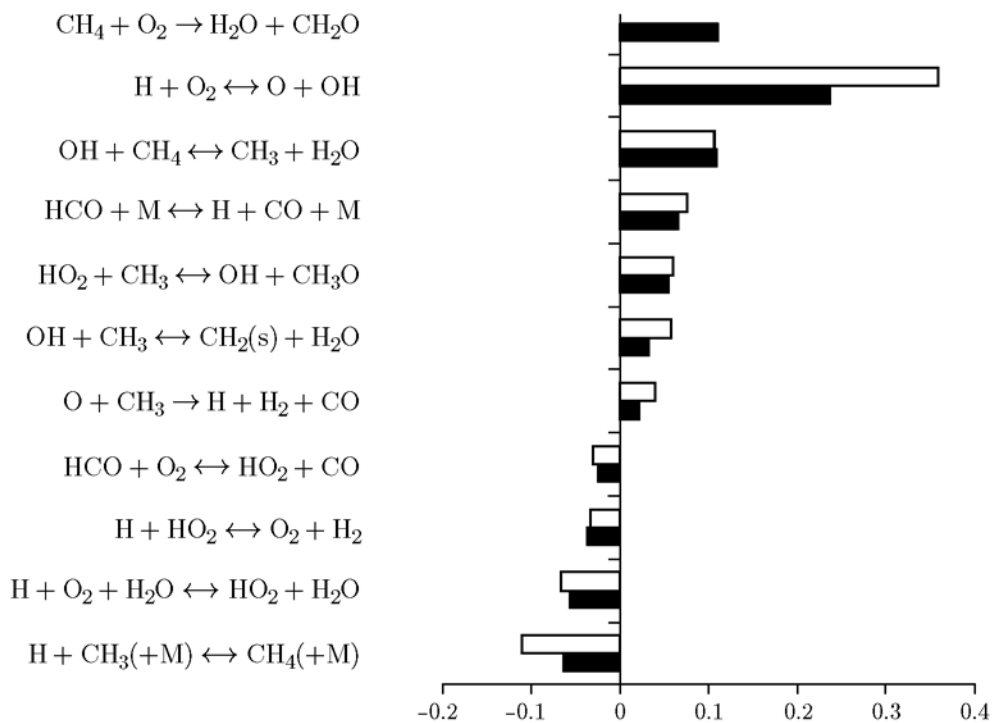 CH₄ + O₂ → H₂O + CH₂O
H + O₂ ↔ O + OH
OH + CH₄ ↔ CH₃ + H₂O
HCO + M ↔ H + CO + M
HO₂ + CH₃ ↔ OH + CH₃O
OH + CH₃ ↔ CH₂(s) + H₂O
O + CH₃ → H + H₂ + CO
HCO + O₂ ↔ HO₂ + CO
H + HO₂ ↔ O₂ + H₂
H + O₂ + H₂O ↔ HO₂ + H₂O
H + CH₃(+M) ↔ CH₄(+M)
−0.2 −0.1 0 0.1 0.2 0.3 0.4